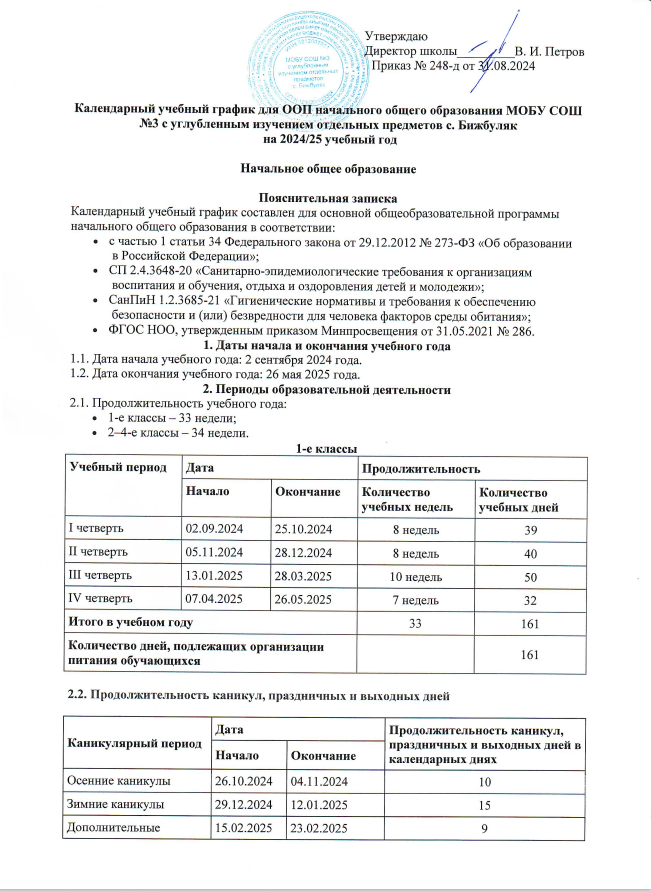 Утверждаю
Директор школы_________В. И. Петров
Приказ № 248-д от 31.08.2024
МОБУ СОШ №3
с углубленным
изучением отдельных
предметов
с. Бижбуляк
Календарный учебный график для ООП начального общего образования МОБУ СОШ
№3 с углубленным изучением отдельных предметов с. Бижбуляк
на 2024/25 учебный год
Начальное общее образование
Пояснительная записка
Календарный учебный график составлен для основной общеобразовательной программы
начального общего образования в соответствии:
• с частью 1 статьи 34 Федерального закона от 29.12.2012 № 273-ФЗ «Об образовании
в Российской Федерации»;
• СП 2.4.3648-20 «Санитарно-эпидемиологические требования к организациям
воспитания и обучения, отдыха и оздоровления детей и молодежи»;
• СанПиН 1.2.3685-21 «Гигиенические нормативы и требования к обеспечению
безопасности и (или) безвредности для человека факторов среды обитания»;
• ФГОС НОО, утвержденным приказом Минпросвещения от 31.05.2021 № 286.
1. Даты начала и окончания учебного года
1.1. Дата начала учебного года: 2 сентября 2024 года.
1.2. Дата окончания учебного года: 26 мая 2025 года.
2. Периоды образовательной деятельности
2.1. Продолжительность учебного года:
• 1-е классы – 33 недели;
• 2–4-е классы – 34 недели.
1-е классы
Учебный период Дата Продолжительность
Начало Окончание Количество учебных недель Количество учебных дней
I четверть 02.09.2024 25.10.2024 8 недель 39
II четверть 05.11.2024 28.12.2024 8 недель 40
III четверть 13.01.2025 28.03.2025 10 недель 50
IV четверть 07.04.2025 26.05.2025 7 недель 32
Итого в учебном году 33 161
Количество дней, подлежащих организации
питания обучающихся 161
2.2. Продолжительность каникул, праздничных и выходных дней
Каникулярный период Дата Продолжительность каникул, праздничных и выходных дней в календарных днях
Начало Окончание
Осенние каникулы 26.10.2024 04.11.2024 10
Зимние каникулы 29.12.2024 12.01.2025 15
Дополнительные 15.02.2025 23.02.2025 9